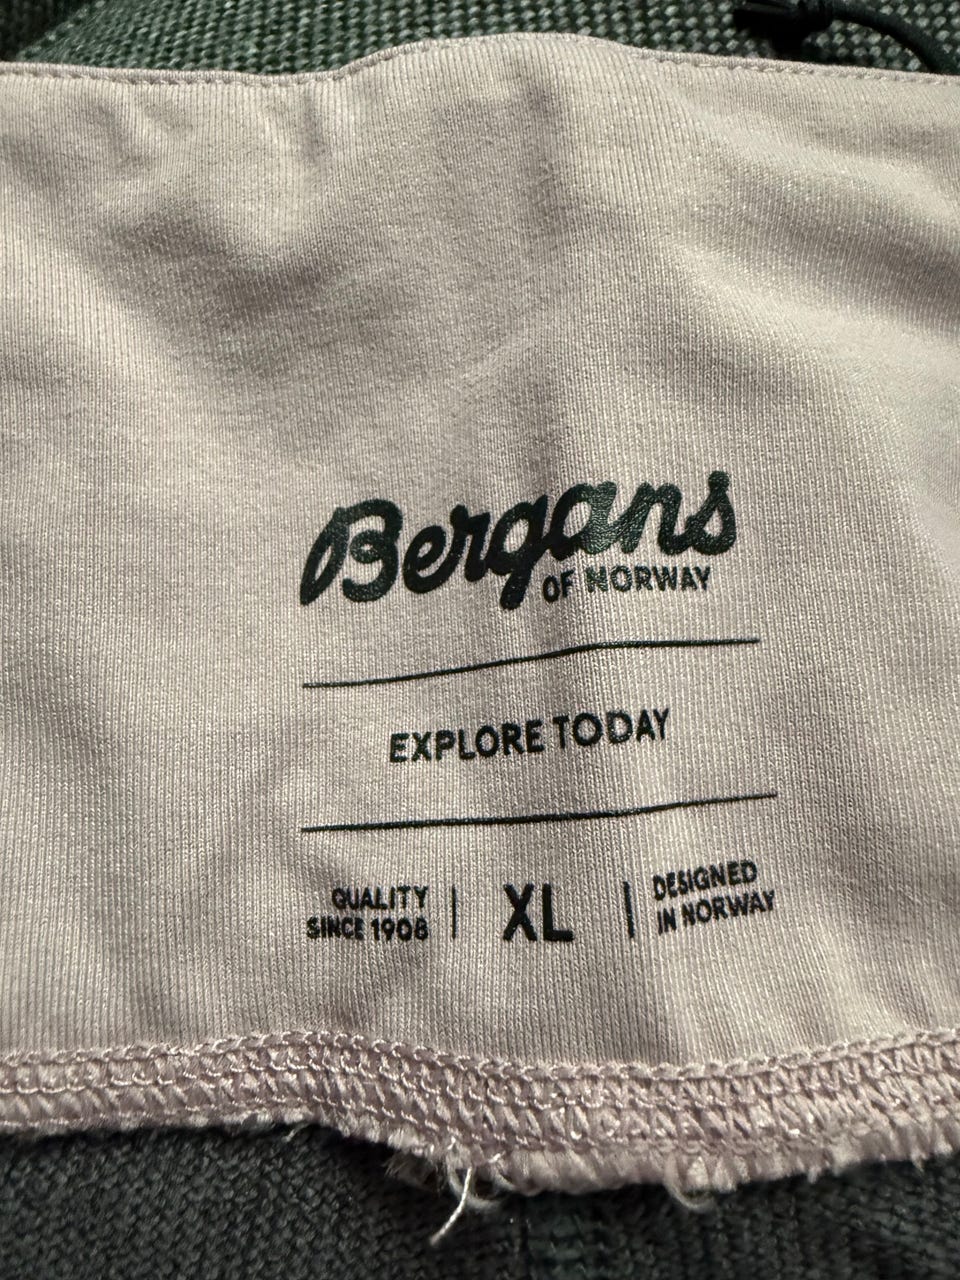 Bergans
OF NORWAY
EXPLORE TODAY
QUALITY
SINCE 1908
XL
DESIGNED
IN NORWAY